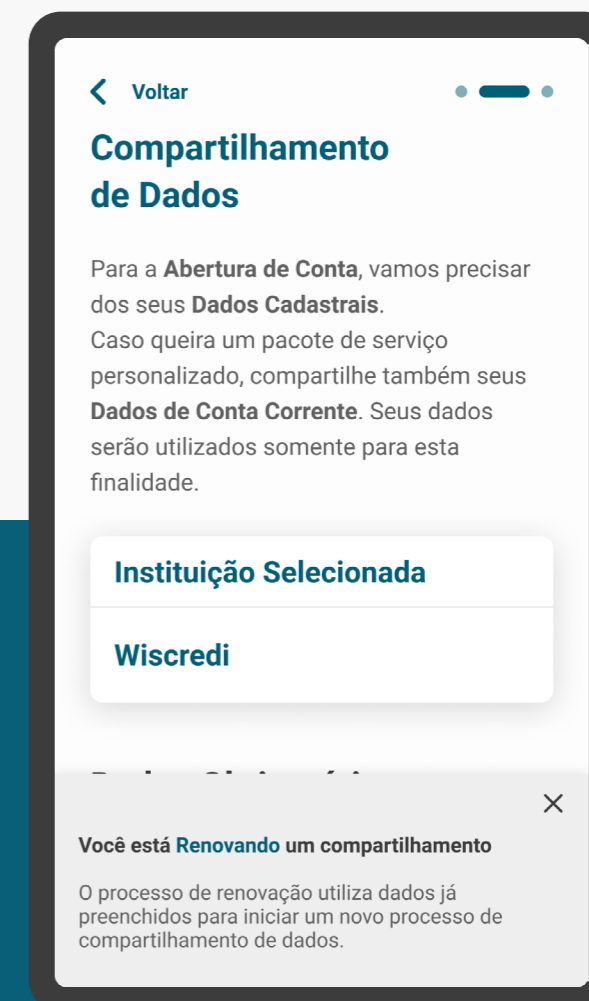 Voltar
Compartilhamento
de Dados
Para a Abertura de Conta, vamos precisar
dos seus Dados Cadastrais.
Caso queira um pacote de serviço
personalizado, compartilhe também seus
Dados de Conta Corrente. Seus dados
serão utilizados somente para esta
finalidade.
Instituição Selecionada
Wiscredi
Você está Renovando um compartilhamento
O processo de renovação utiliza dados já
preenchidos para iniciar um novo processo de
compartilhamento de dados.